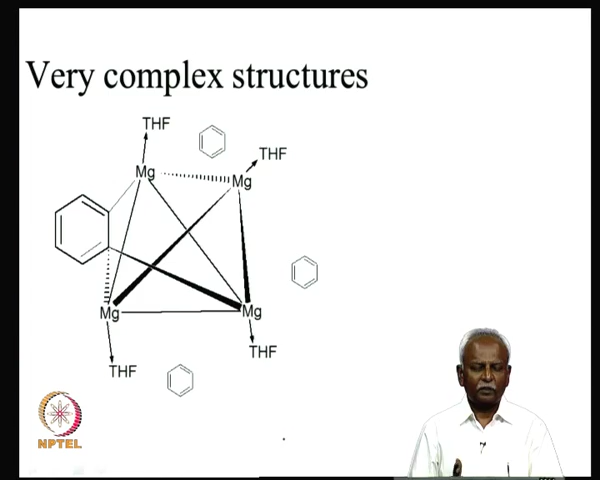 Very complex structures
THF
THF
Mg
Mg
Mg
Mg
THF
THF
NPTEL